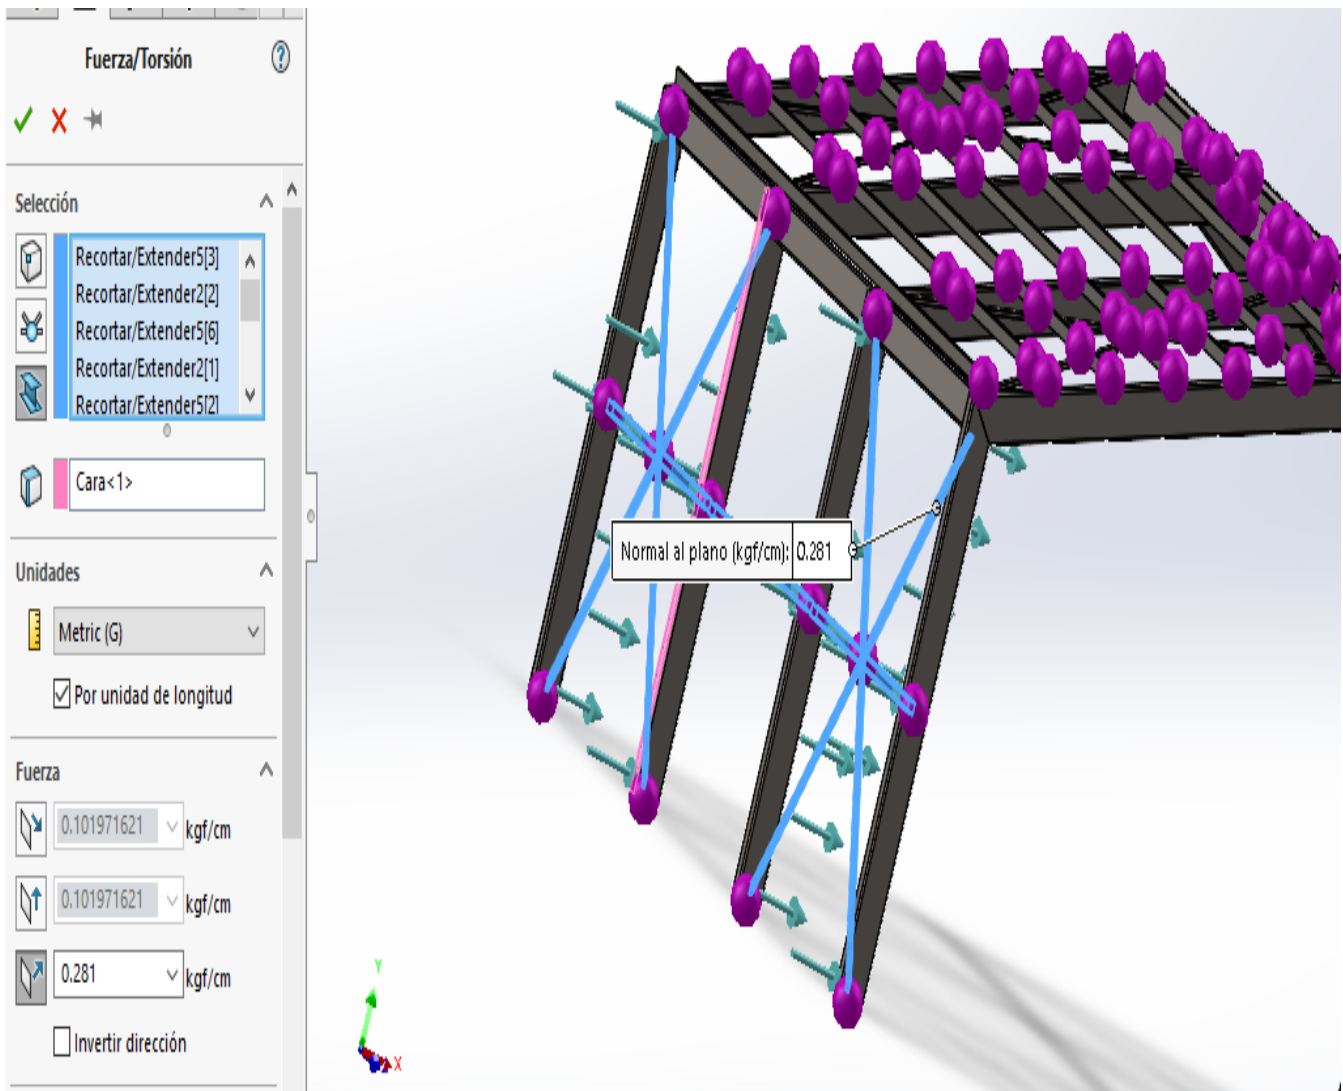 Fuerza/Torsión
?
Selección
Recortar/Extender5[3]
Recortar/Extender2[2]
Recortar/Extender5[6]
Recortar/Extender2[1]
Recortar/Extender5[2]
Cara<1>
Unidades
Metric (G)
Por unidad de longitud
Fuerza
0.101971621 kgf/cm
0.101971621 kgf/cm
0.281 kgf/cm
Invertir dirección
Normal al plano (kgf/cm): 0.281
Y
X